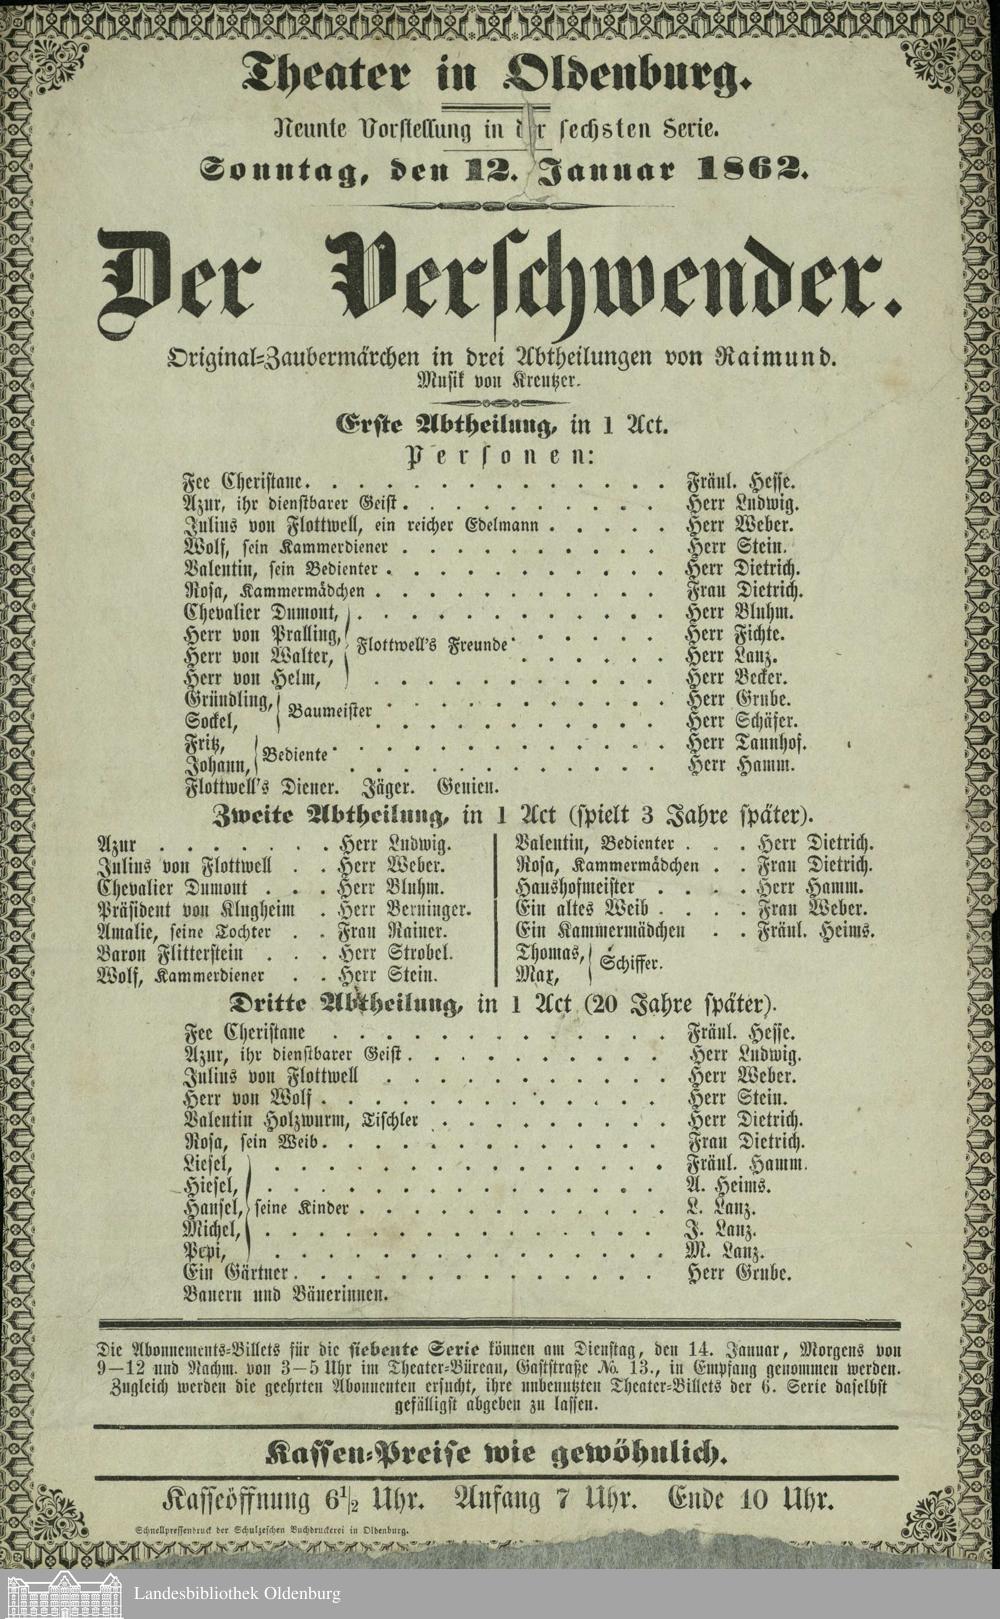 Theater in Oldenburg.
Neunte Vorstellung in der sechsten Serie.
Sonntag, den 12. Januar 1862.
Der Verschwender.
Original-Zaubermärchen in drei Abtheilungen von Raimund.
Musik von Kreutzer.
Erste Abtheilung, in 1 Act.
Personen:
Fee Cheristane. . . . . . . . . . . . . . Fräul. Hesse.
Azur, ihr dienstbarer Geist. . . . . . . . . . Herr Ludwig.
Julius von Flottwell, ein reicher Edelmann . . . . . Herr Weber.
Wolf, sein Kammerdiener . . . . . . . . . . Herr Stein.
Valentin, sein Bedienter . . . . . . . . . . . Herr Dietrich.
Rosa, Kammermädchen . . . . . . . . . . . Frau Dietrich.
Chevalier Dumont, . . . . . . . . . . . . Herr Bluhm.
Herr von Pralling, . . . . . Herr Fichte.
Flottwell's Freunde
Herr von Walter, . . . . . Herr Lanz.
Herr von Helm, . . . . . . . . . . . . Herr Becker.
Gründling, . . . . . . . . . . . Herr Grube.
Baumeister
Sockel, . . . . . . . . . . . Herr Schäfer.
Fritz, . . . . . . . . . . . . . Herr Tannhof.
Bediente
Johann, . . . . . . . . . . . . Herr Hamm.
Flottwell's Diener. Jäger. Genien.
Zweite Abtheilung, in 1 Act (spielt 3 Jahre später).
Azur . . . . . . . Herr Ludwig.
Julius von Flottwell . . Herr Weber.
Chevalier Dumont . . . Herr Bluhm.
Präsident von Klugheim . Herr Berninger.
Amalie, seine Tochter . . Frau Rainer.
Baron Flitterstein . . . Herr Strobel.
Wolf, Kammerdiener . . Herr Stein.
Valentin, Bedienter . . . Herr Dietrich.
Rosa, Kammermädchen . . Frau Dietrich.
Haushofmeister . . . . Herr Hamm.
Ein altes Weib . . . . Frau Weber.
Ein Kammermädchen . . Fräul. Heims.
Thomas,
Schiffer.
Max,
Dritte Abtheilung, in 1 Act (20 Jahre später).
Fee Cheristane . . . . . . . . . . . . . Fräul. Hesse.
Azur, ihr dienstbarer Geist . . . . . . . . . . Herr Ludwig.
Julius von Flottwell . . . . . . . . . . . Herr Weber.
Herr von Wolf . . . . . . . . . . . . . Herr Stein.
Valentin Holzwurm, Tischler . . . . . . . . . Herr Dietrich.
Rosa, sein Weib . . . . . . . . . . . . . Frau Dietrich.
Liesel, . . . . . . . . . . . . . . . Fräul. Hamm.
Hiesel, . . . . . . . . . . . . . . . A. Heims.
Hansel, seine Kinder . . . . . . . . . . . L. Lanz.
Michel, . . . . . . . . . . . . . . . J. Lanz.
Pepi, . . . . . . . . . . . . . . . M. Lanz.
Ein Gärtner . . . . . . . . . . . . . . Herr Grube.
Bauern und Bäuerinnen.
Die Abonnements-Billets für die siebente Serie können am Dienstag, den 14. Januar, Morgens von
9—12 und Nachm. von 3—5 Uhr im Theater-Büreau, Gaststraße No. 13., in Empfang genommen werden.
Zugleich werden die geehrten Abonnenten ersucht, ihre unbenutzten Theater-Billets der 6. Serie daselbst
gefälligst abgeben zu lassen.
Kassen-Preise wie gewöhnlich.
Kasseöffnung 6½ Uhr. Anfang 7 Uhr. Ende 10 Uhr.
Schnellpressendruck der Schulzeschen Buchdruckerei in Oldenburg.
Landesbibliothek Oldenburg